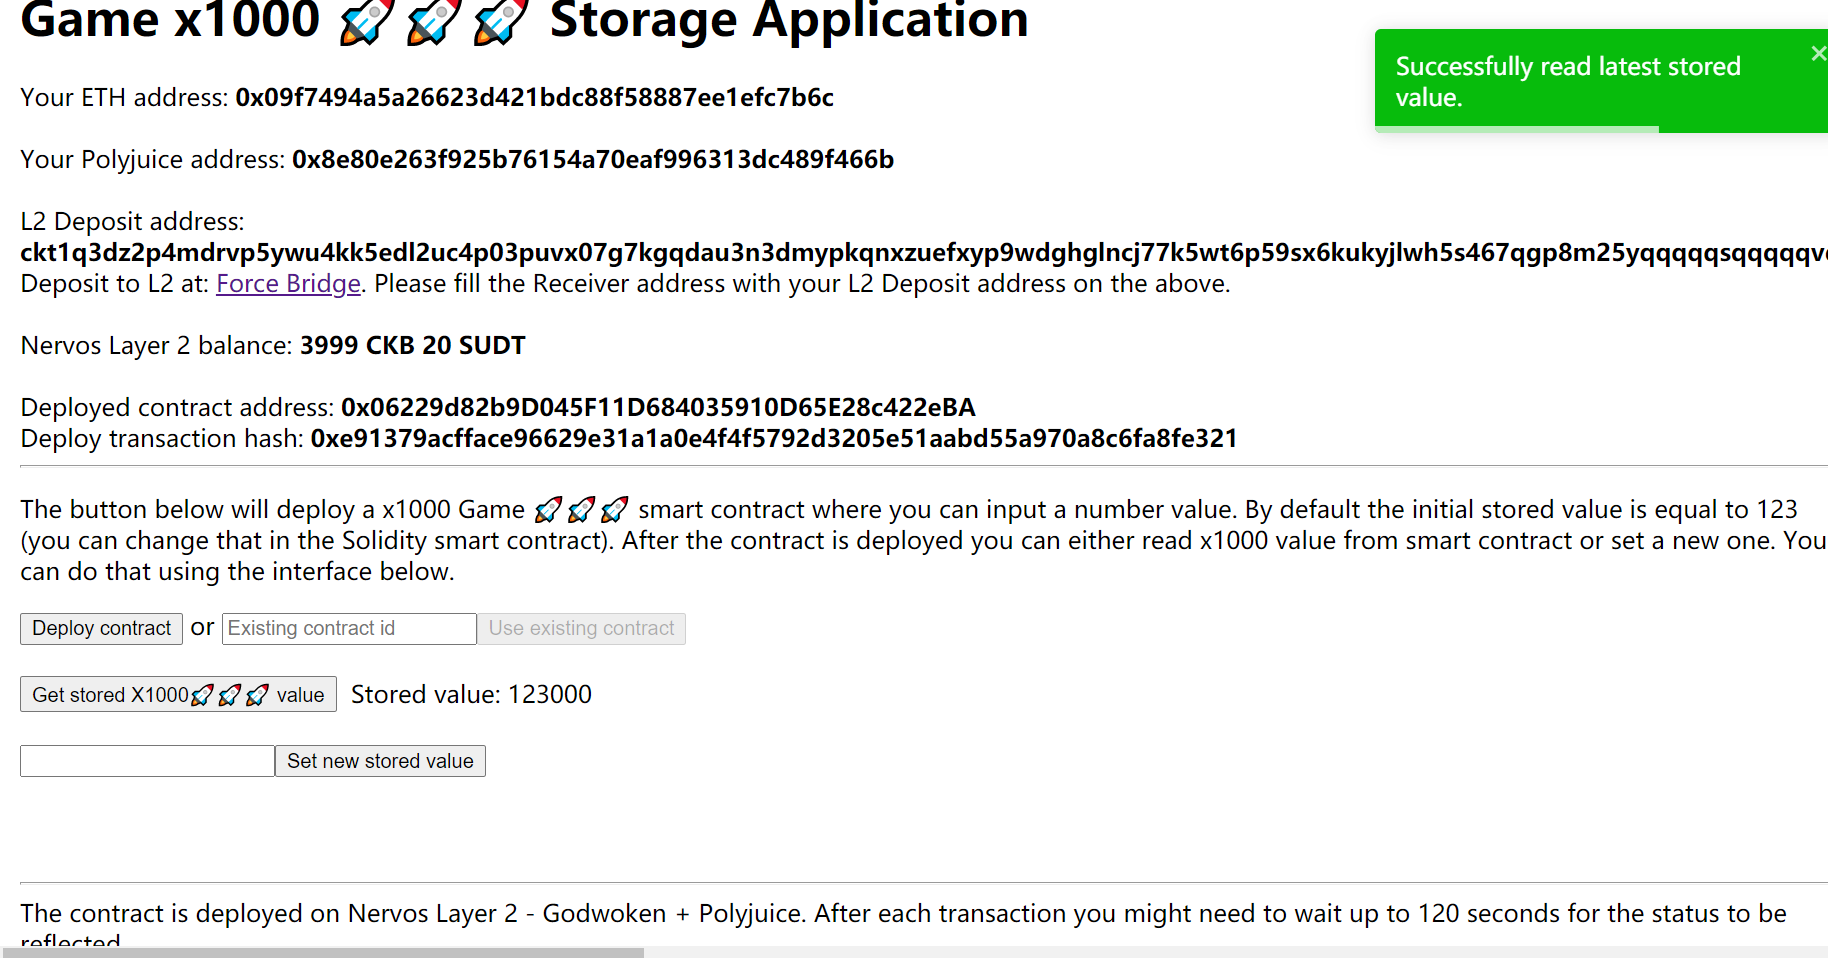 Game x1000 🚀🚀🚀 Storage Application
Successfully read latest stored
value.
Your ETH address: 0x09f7494a5a26623d421bdc88f58887ee1efc7b6c
Your Polyjuice address: 0x8e80e263f925b76154a70eaf996313dc489f466b
L2 Deposit address:
ckt1q3dz2p4mdrvp5ywu4kk5edl2uc4p03puvx07g7kgqdau3n3dmypkqnxzuefxyp9wdghglncj77k5wt6p59sx6kukyjlwh5s467qgp8m25yqqqqqsqqqqqv
Deposit to L2 at: Force Bridge. Please fill the Receiver address with your L2 Deposit address on the above.
Nervos Layer 2 balance: 3999 CKB 20 SUDT
Deployed contract address: 0x06229d82b9D045F11D684035910D65E28c422eBA
Deploy transaction hash: 0xe91379acfface96629e31a1a0e4f4f5792d3205e51aabd55a970a8c6fa8fe321
The button below will deploy a x1000 Game 🚀🚀🚀 smart contract where you can input a number value. By default the initial stored value is equal to 123
(you can change that in the Solidity smart contract). After the contract is deployed you can either read x1000 value from smart contract or set a new one. You
can do that using the interface below.
Deploy contract or Existing contract id Use existing contract
Get stored X1000🚀🚀🚀 value Stored value: 123000
Set new stored value
The contract is deployed on Nervos Layer 2 - Godwoken + Polyjuice. After each transaction you might need to wait up to 120 seconds for the status to be
reflected